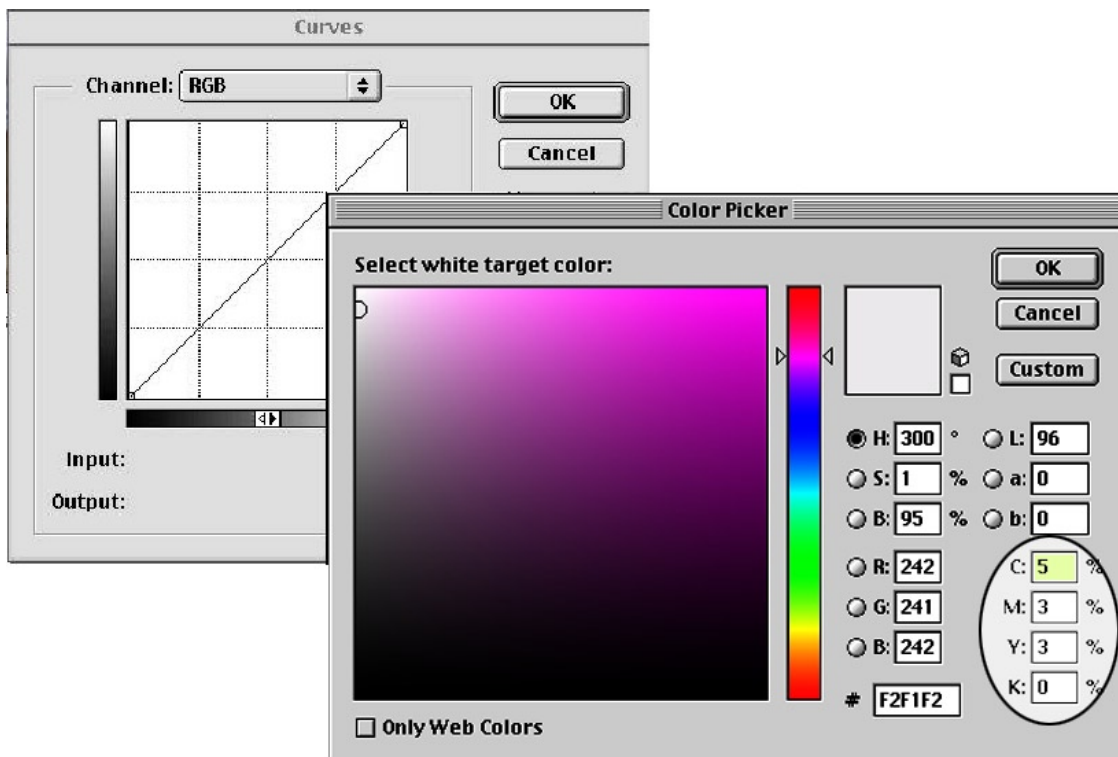 Curves
Channel: RGB
OK
Cancel
Input:
Output:
Color Picker
Select white target color:
OK
Cancel
Custom
H: 300 ° L: 96
S: 1 % a: 0
B: 95 % b: 0
R: 242 C: 5 %
G: 241 M: 3 %
B: 242 Y: 3 %
# F2F1F2 K: 0 %
Only Web Colors